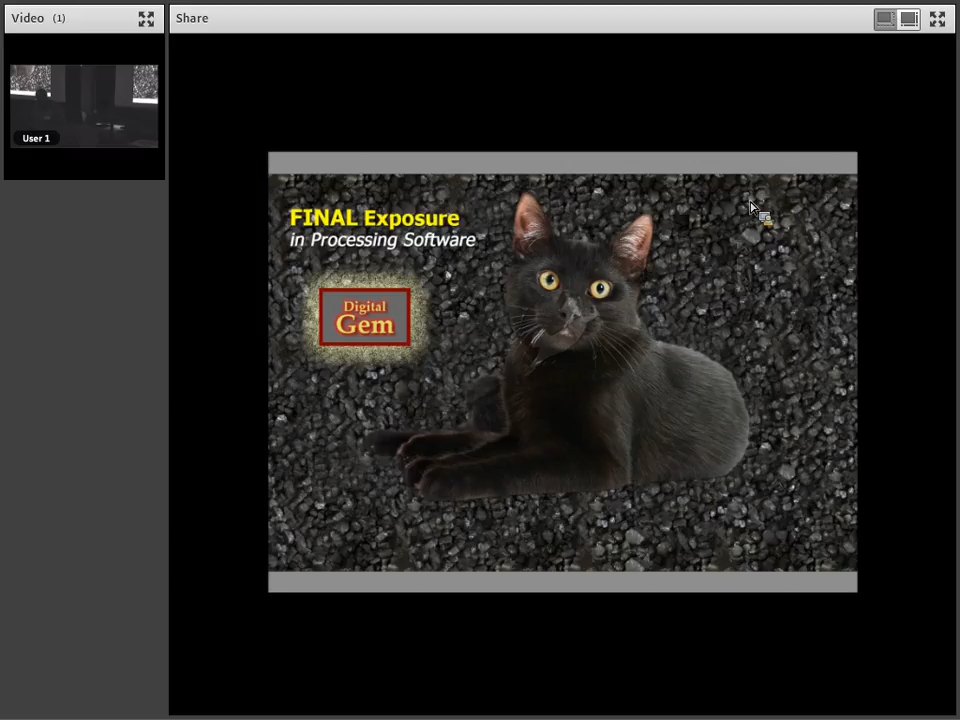 Video (1)
Share
User 1
FINAL Exposure
in Processing Software
Digital
Gem